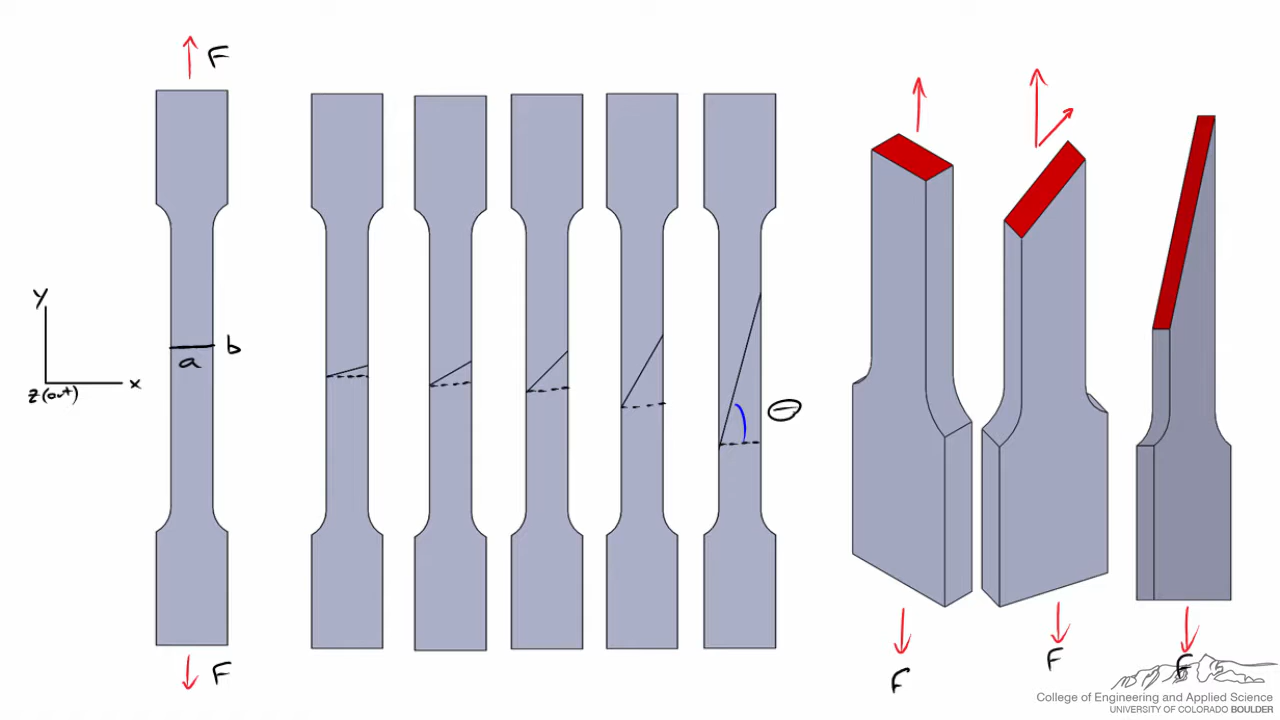 F
y
x
z(out)
a
b
F
θ
F
F
F
College of Engineering and Applied Science
UNIVERSITY OF COLORADO BOULDER